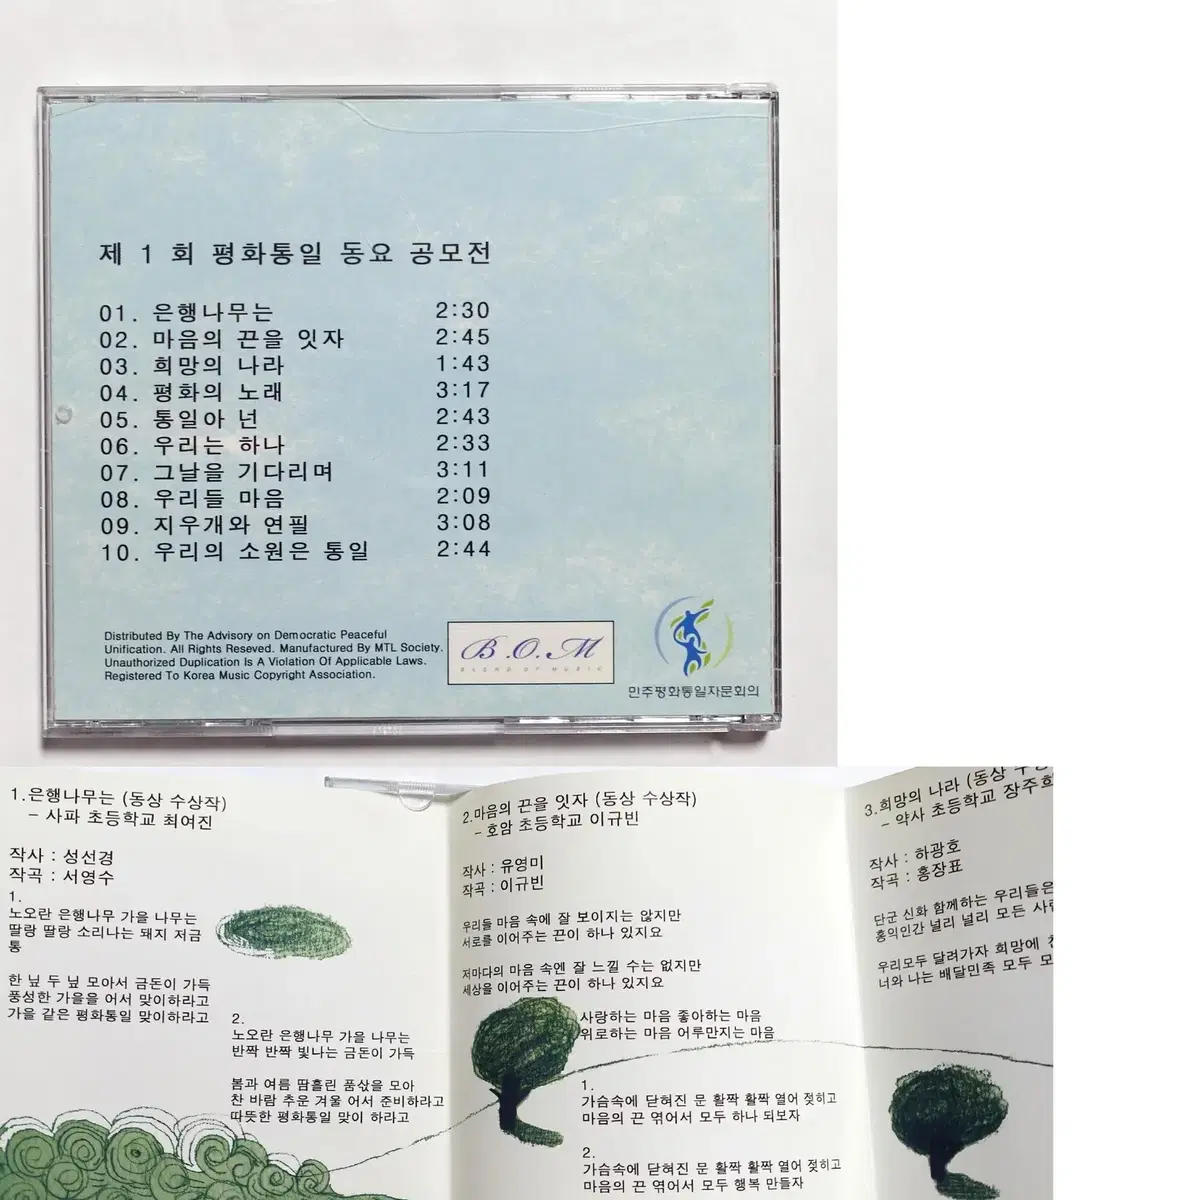 제 1 회 평화통일 동요 공모전
01. 은행나무는 2:30
02. 마음의 끈을 잇자 2:45
03. 희망의 나라 1:43
04. 평화의 노래 3:17
05. 통일아 넌 2:43
06. 우리는 하나 2:33
07. 그날을 기다리며 3:11
08. 우리들 마음 2:09
09. 지우개와 연필 3:08
10. 우리의 소원은 통일 2:44
Distributed By The Advisory on Democratic Peaceful
Unification. All Rights Reseved. Manufactured By MTL Society.
Unauthorized Duplication Is A Violation Of Applicable Laws.
Registered To Korea Music Copyright Association.
B.O.M
민주평화통일자문회의
1.은행나무는 (동상 수상작)
- 사파 초등학교 최여진
작사 : 성선경
작곡 : 서영수
1.
노오란 은행나무 가을 나무는
딸랑 딸랑 소리나는 돼지 저금
통
한 닢 두 닢 모아서 금돈이 가득
풍성한 가을을 어서 맞이하라고
가을 같은 평화통일 맞이하라고
2.
노오란 은행나무 가을 나무는
반짝 반짝 빛나는 금돈이 가득
봄과 여름 땀흘린 품삯을 모아
찬 바람 추운 겨울 어서 준비하라고
따뜻한 평화통일 맞이 하라고
2.마음의 끈을 잇자 (동상 수상작)
- 호암 초등학교 이규빈
작사 : 유영미
작곡 : 이규빈
우리들 마음 속에 잘 보이지는 않지만
서로를 이어주는 끈이 하나 있지요
저마다의 마음 속엔 잘 느낄 수는 없지만
세상을 이어주는 끈이 하나 있지요
사랑하는 마음 좋아하는 마음
위로하는 마음 어루만지는 마음
1.
가슴속에 닫혀진 문 활짝 활짝 열어 젖히고
마음의 끈 엮어서 모두 하나 되보자
2.
가슴속에 닫혀진 문 활짝 활짝 열어 젖히고
마음의 끈 엮어서 모두 행복 만들자
3.희망의 나라 (동상
- 약사 초등학교 장주희
작사 : 하광호
작곡 : 홍장표
단군 신화 함께하는 우리들은
홍익인간 널리 널리 모든
우리모두 달려가자 희망에
너와 나는 배달민족 모두